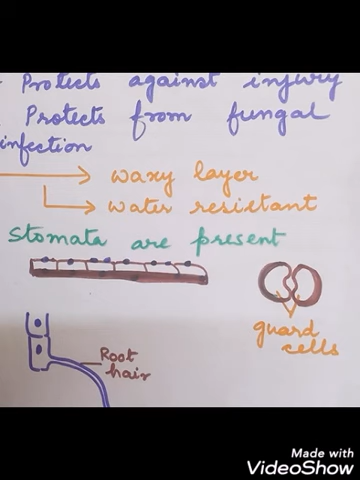 Protects against injury
Protects from fungal
infection
waxy layer
water resistant
Stomata are present
guard
cells
Root
hair
Made with
VideoShow